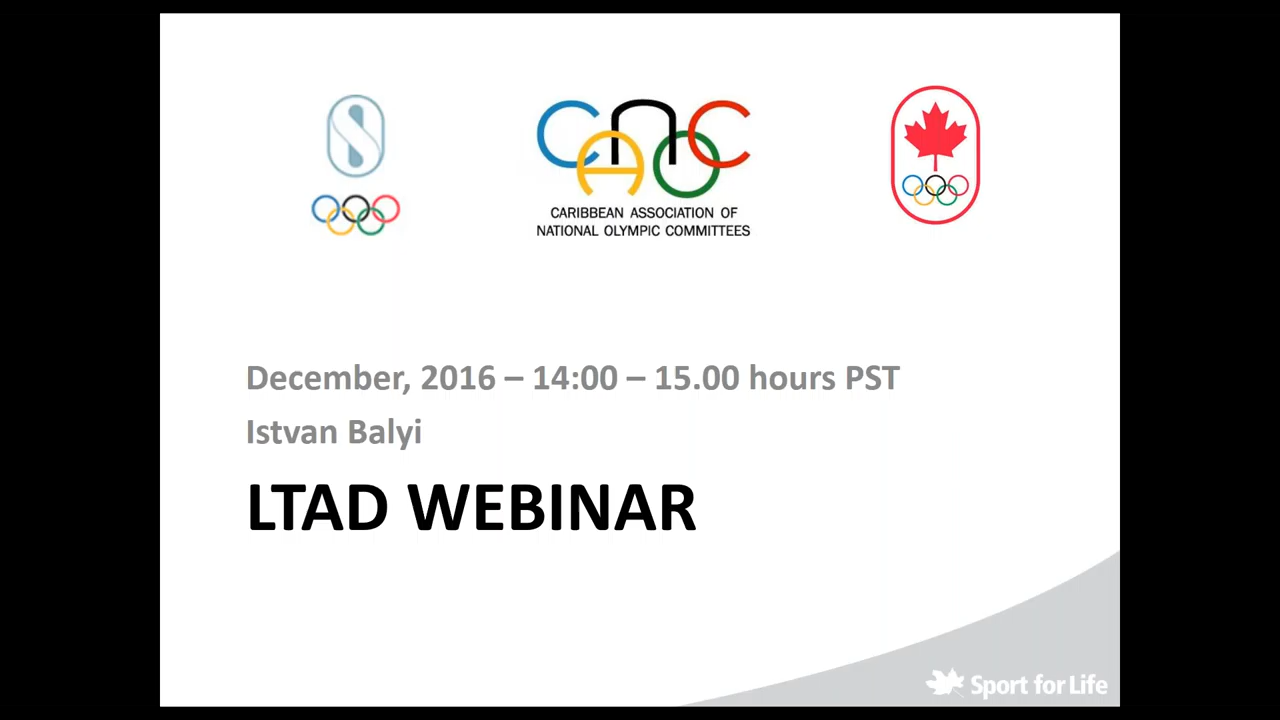 CANOC
CARIBBEAN ASSOCIATION OF
NATIONAL OLYMPIC COMMITTEES
December, 2016 – 14:00 – 15.00 hours PST
Istvan Balyi
LTAD WEBINAR
Sport for Life